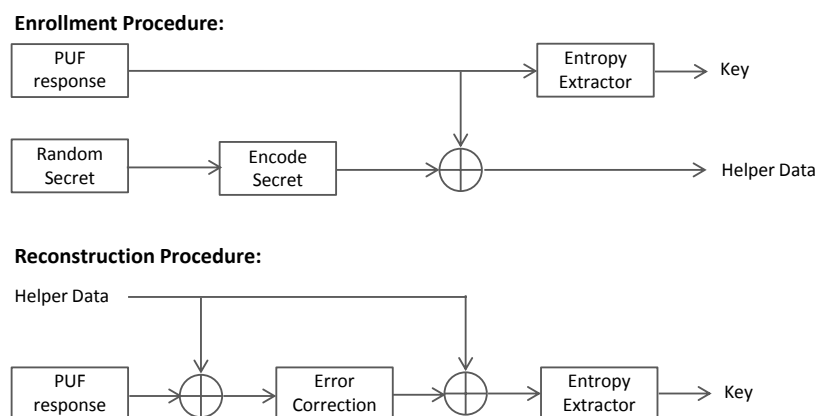 Enrollment Procedure:
PUF
response
Entropy
Extractor
Key
Random
Secret
Encode
Secret
Helper Data
Reconstruction Procedure:
Helper Data
PUF
response
Error
Correction
Entropy
Extractor
Key